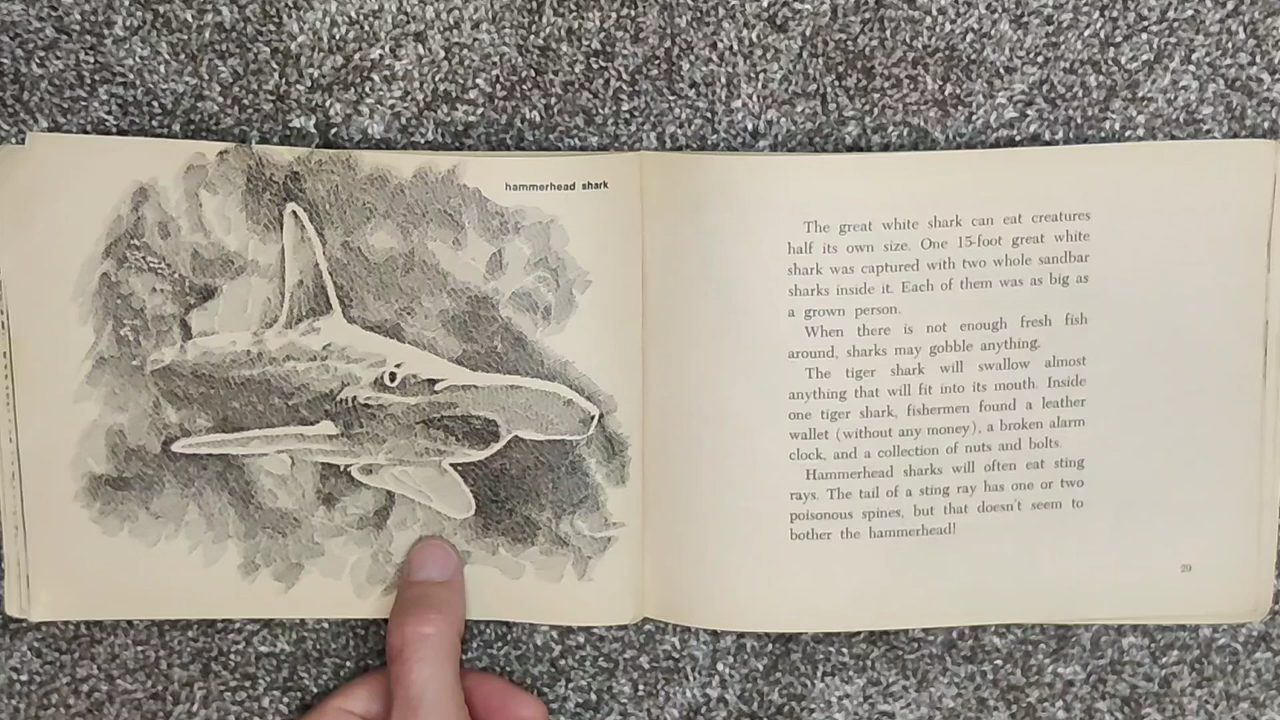 hammerhead shark
The great white shark can eat creatures
half its own size. One 15-foot great white
shark was captured with two whole sandbar
sharks inside it. Each of them was as big as
a grown person.
When there is not enough fresh fish
around, sharks may gobble anything.
The tiger shark will swallow almost
anything that will fit into its mouth. Inside
one tiger shark, fishermen found a leather
wallet (without any money), a broken alarm
clock, and a collection of nuts and bolts.
Hammerhead sharks will often eat sting
rays. The tail of a sting ray has one or two
poisonous spines, but that doesn't seem to
bother the hammerhead!
29